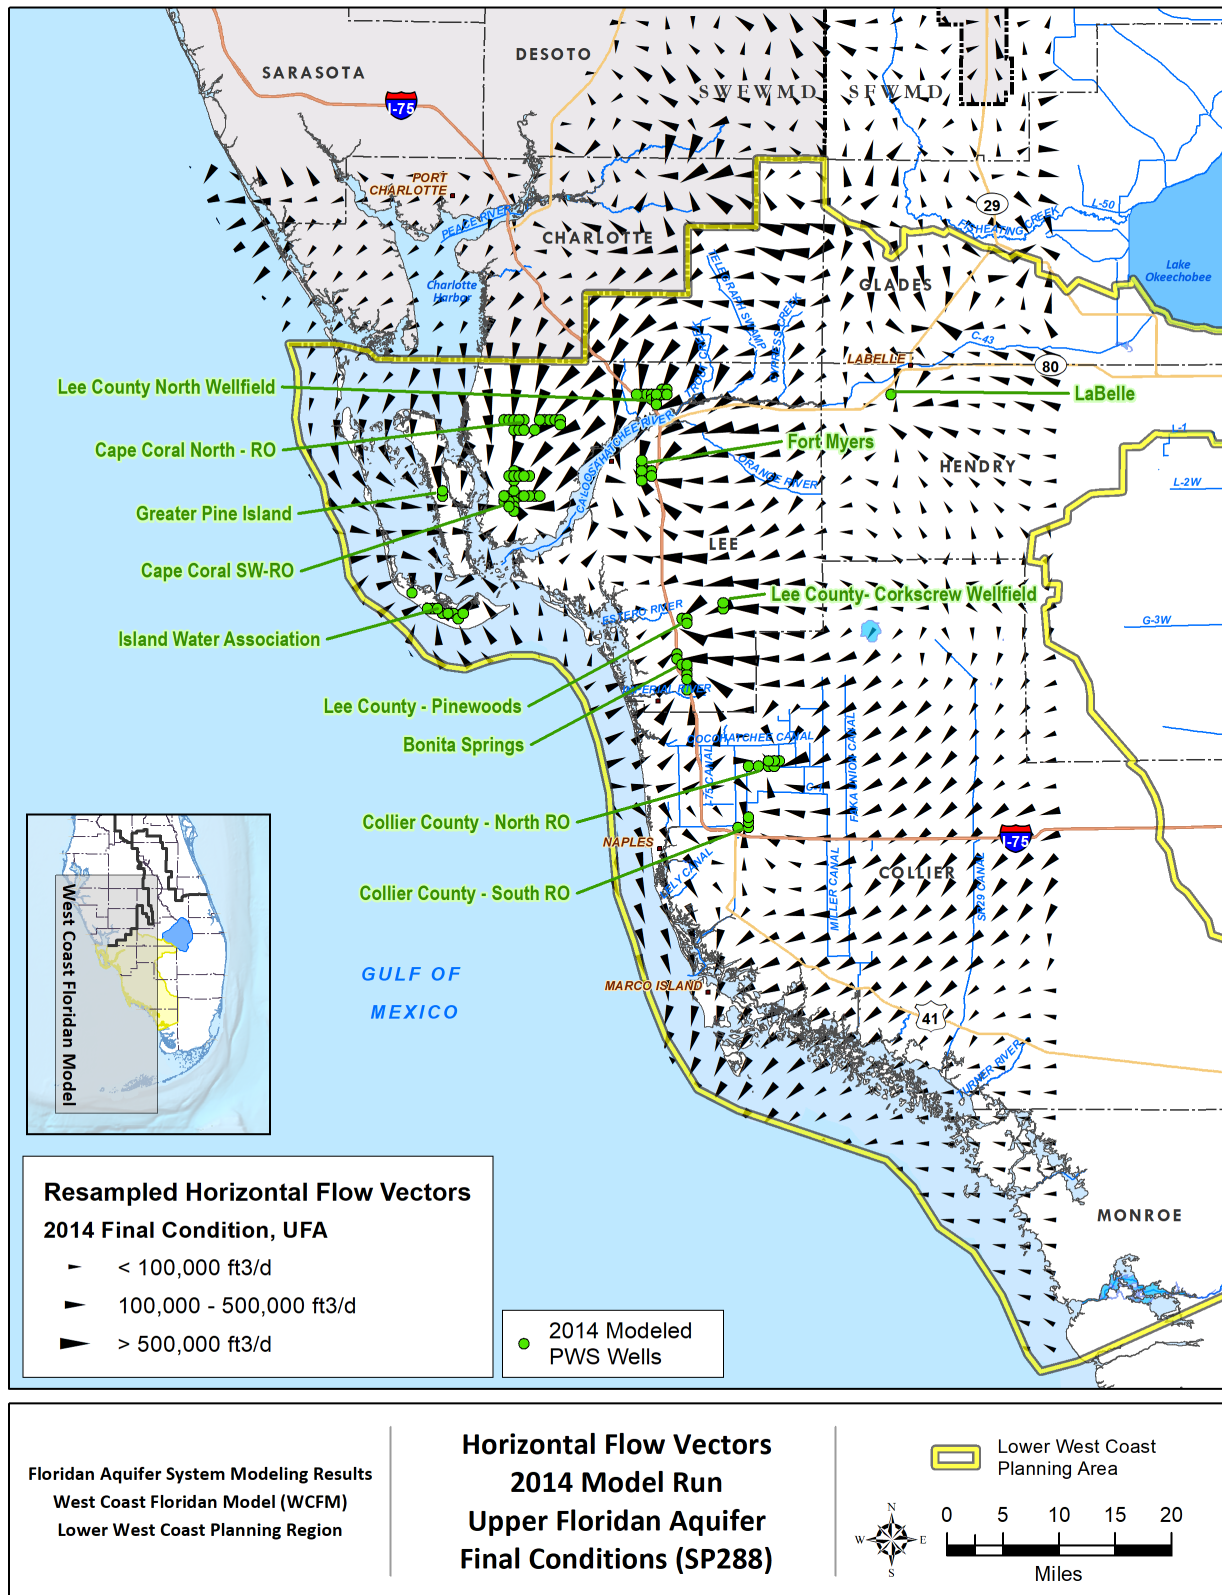 DESOTO
SARASOTA
I-75
SWFWMD
SFWMD
PORT
CHARLOTTE
PEACE RIVER
29
L-50
FISHEATING CREEK
CHARLOTTE
Charlotte
Harbor
TELEGRAPH SWAMP
CYPRESS CREEK
TROUT CREEK
GLADES
Lake
Okeechobee
C-43
LABELLE
80
Lee County North Wellfield
LaBelle
Cape Coral North - RO
CALOOSAHATCHEE RIVER
Fort Myers
L-1
ORANGE RIVER
HENDRY
L-2W
Greater Pine Island
LEE
Cape Coral SW-RO
Lee County- Corkscrew Wellfield
ESTERO RIVER
G-3W
Island Water Association
IMPERIAL RIVER
Lee County - Pinewoods
Bonita Springs
COCOHATCHEE CANAL
I-75 CANAL
FAKA UNION CANAL
Collier County - North RO
I-75
NAPLES
COLLIER
Collier County - South RO
KELY CANAL
MILLER CANAL
SR29 CANAL
GULF OF
MEXICO
MARCO ISLAND
41
TURNER RIVER
MONROE
West Coast Floridan Model
Resampled Horizontal Flow Vectors
2014 Final Condition, UFA
< 100,000 ft3/d
100,000 - 500,000 ft3/d
> 500,000 ft3/d
2014 Modeled
PWS Wells
Floridan Aquifer System Modeling Results
West Coast Floridan Model (WCFM)
Lower West Coast Planning Region
Horizontal Flow Vectors
2014 Model Run
Upper Floridan Aquifer
Final Conditions (SP288)
Lower West Coast
Planning Area
N
W
E
S
0 5 10 15 20
Miles